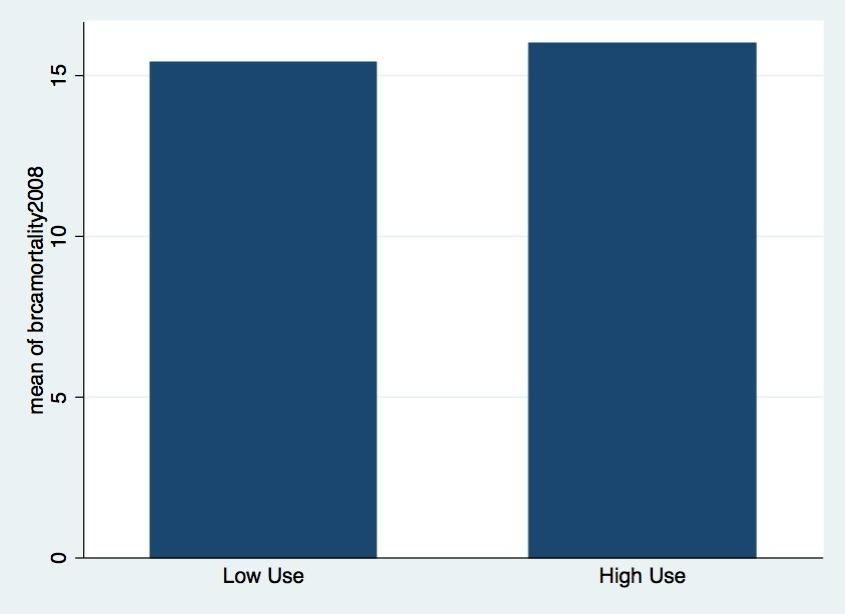 mean of brcamortality2008
15
10
5
0
Low Use
High Use